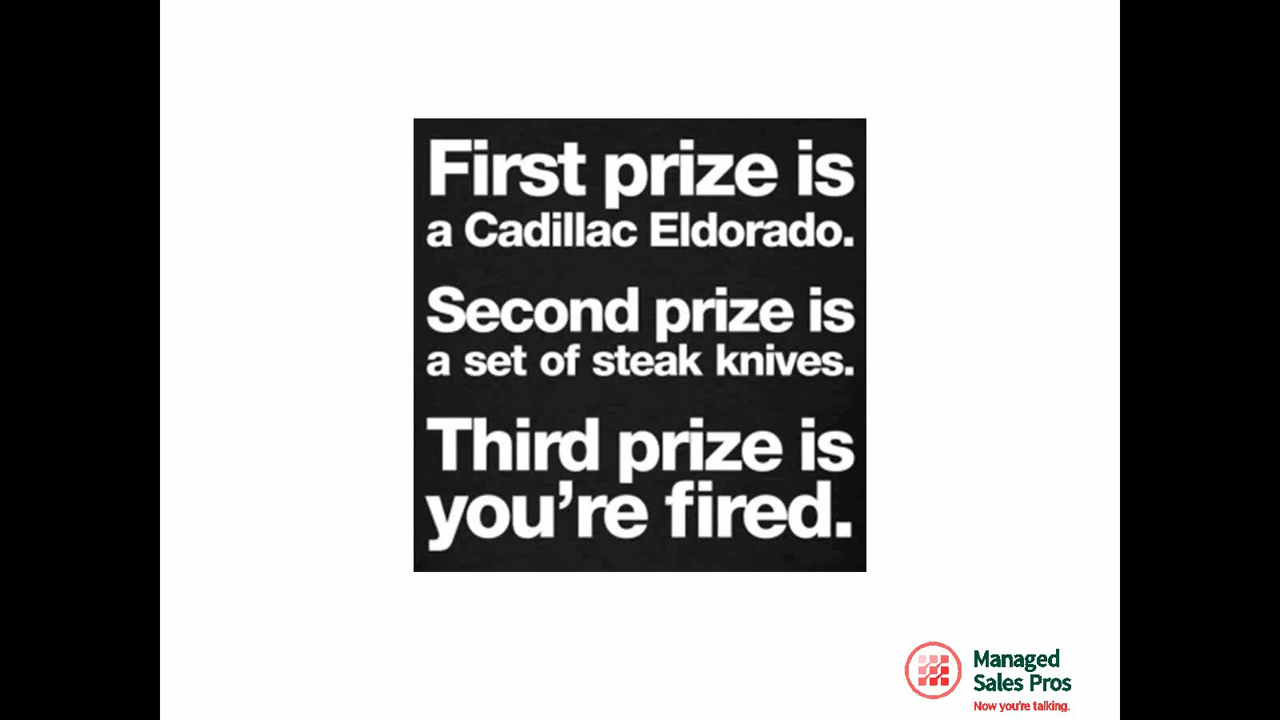 First prize is
a Cadillac Eldorado.
Second prize is
a set of steak knives.
Third prize is
you're fired.
Managed
Sales Pros
Now you're talking.